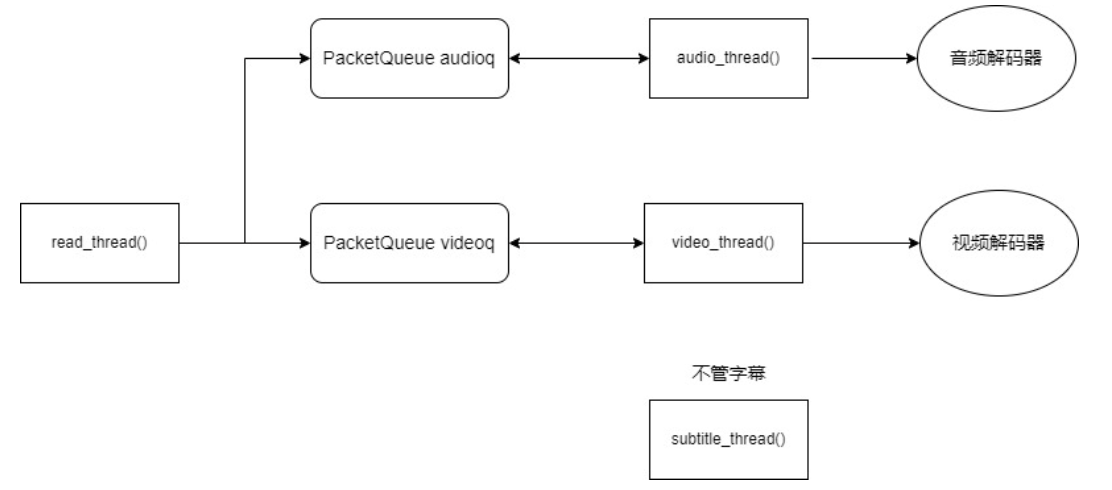 PacketQueue audioq
audio_thread()
音频解码器
read_thread()
PacketQueue videoq
video_thread()
视频解码器
不管字幕
subtitle_thread()